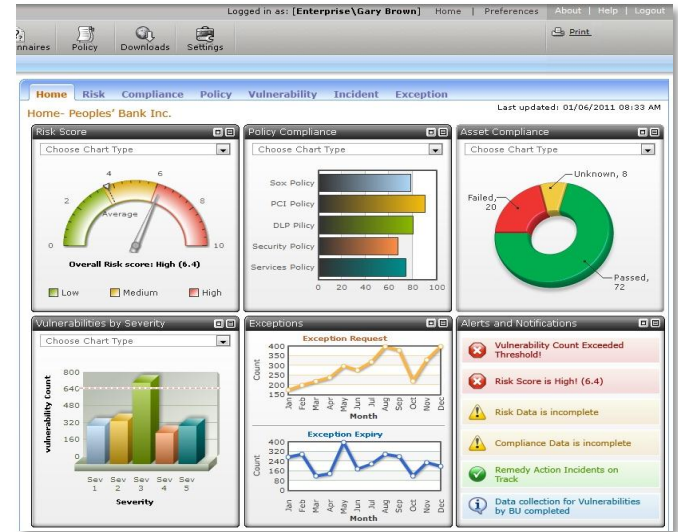 Logged in as: [Enterprise\Gary Brown] Home | Preferences About | Help | Logout
nnaires Policy Downloads Settings
Print
Home Risk Compliance Policy Vulnerability Incident Exception
Home- Peoples' Bank Inc.
Last updated: 01/06/2011 08:33 AM
Risk Score
Choose Chart Type
0 2 4 6 8 10
Average
Overall Risk score: High (6.4)
Low Medium High
Policy Compliance
Choose Chart Type
Sox Policy
PCI Policy
DLP Pilicy
Security Policy
Services Policy
0 20 40 60 80 100
Asset Compliance
Choose Chart Type
Unknown, 8
Failed,
20
Passed,
72
Vulnerabilities by Severity
Choose Chart Type
vulnerability Count
800
640
480
320
160
0
Sev Sev Sev Sev Sev
1 2 3 4 5
Severity
Exceptions
Exception Request
Count
400
350
300
250
200
150
Jan Feb Mar Apr May Jun Jul Aug Sep Oct Nov Dec
Month
Exception Expiry
Count
400
320
240
160
80
0
Jan Feb Mar Apr May Jun Jul Aug Sep Oct Nov Dec
Month
Alerts and Notifications
Vulnerability Count Exceeded
Threshold!
Risk Score is High! (6.4)
Risk Data is incomplete
Compliance Data is incomplete
Remedy Action Incidents on
Track
Data collection for Vulnerabilities
by BU completed